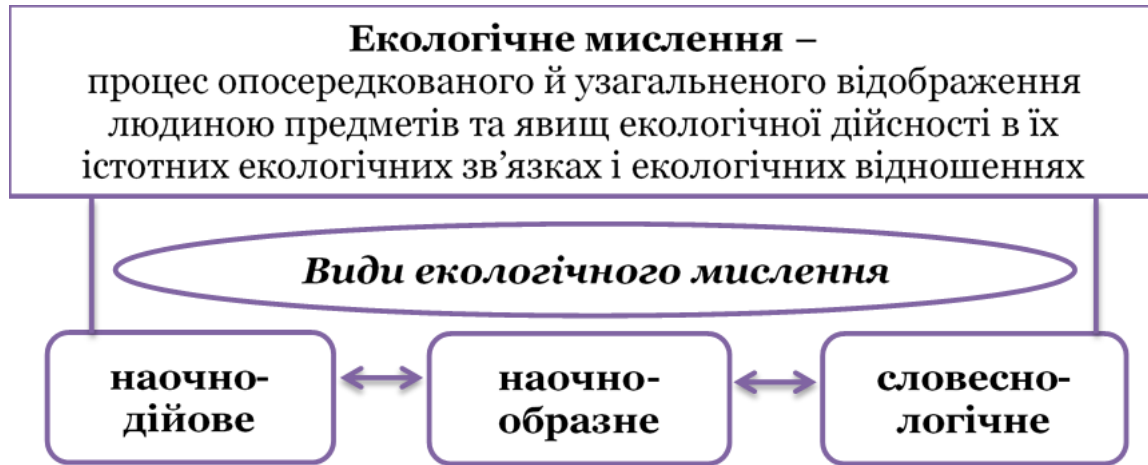 Екологічне мислення –
процес опосередкованого й узагальненого відображення
людиною предметів та явищ екологічної дійсності в їх
істотних екологічних зв’язках і екологічних відношеннях
Види екологічного мислення
наочно-
дійове
наочно-
образне
словесно-
логічне